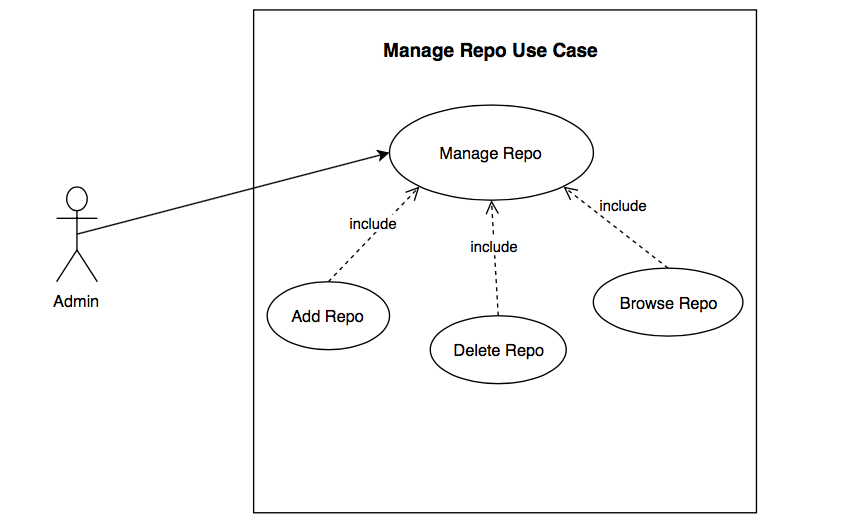 Manage Repo Use Case
Manage Repo
include
include
include
Add Repo
Delete Repo
Browse Repo
Admin